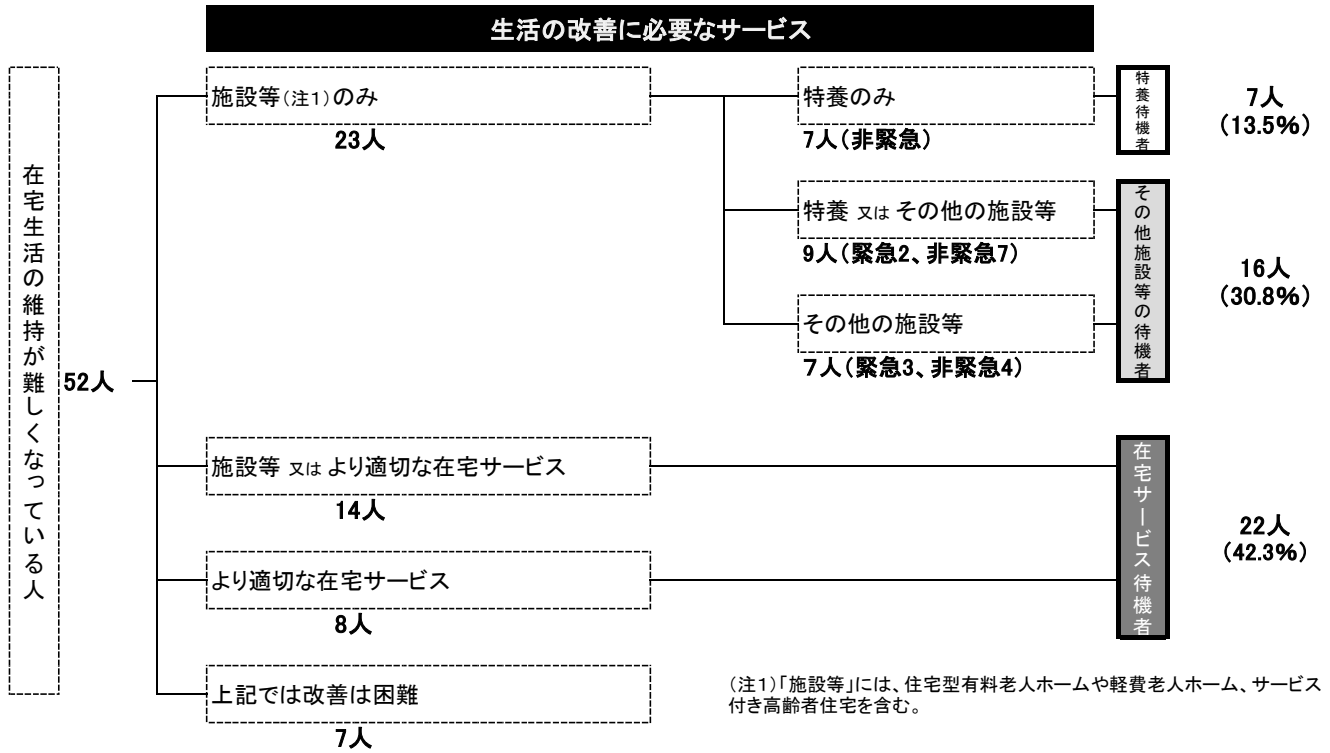 生活の改善に必要なサービス
在宅生活の維持が難しくなっている人
52人
施設等(注1)のみ
23人
特養のみ
7人(非緊急)
特養 又は その他の施設等
9人(緊急2、非緊急7)
その他の施設等
7人(緊急3、非緊急4)
施設等 又は より適切な在宅サービス
14人
より適切な在宅サービス
8人
上記では改善は困難
7人
特養待機者
7人
(13.5%)
その他施設等の待機者
16人
(30.8%)
在宅サービス待機者
22人
(42.3%)
(注1)「施設等」には、住宅型有料老人ホームや軽費老人ホーム、サービス
付き高齢者住宅を含む。